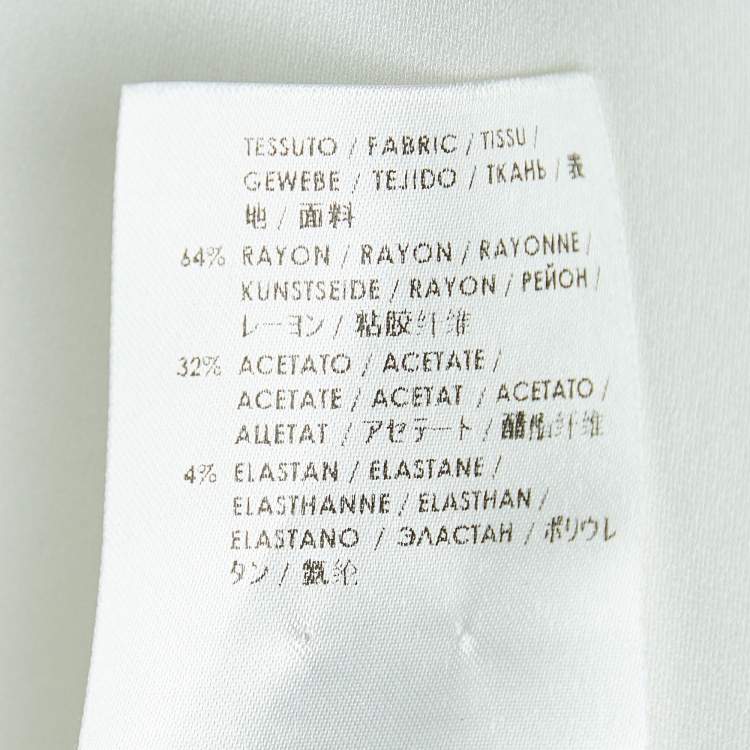 TESSUTO / FABRIC / TISSU /
GEWEBE / TEJIDO / ТКАНЬ / 表
地 / 面料
64% RAYON / RAYON / RAYONNE /
KUNSTSEIDE / RAYON / РЕЙОН /
レーヨン / 粘胶纤维
32% ACETATO / ACETATE /
ACETATE / ACETAT / ACETATO /
АЦЕТАТ / アセテート / 醋酯纤维
4% ELASTAN / ELASTANE /
ELASTHANNE / ELASTHAN /
ELASTANO / ЭЛАСТАН / ポリウレ
タン / 氨纶